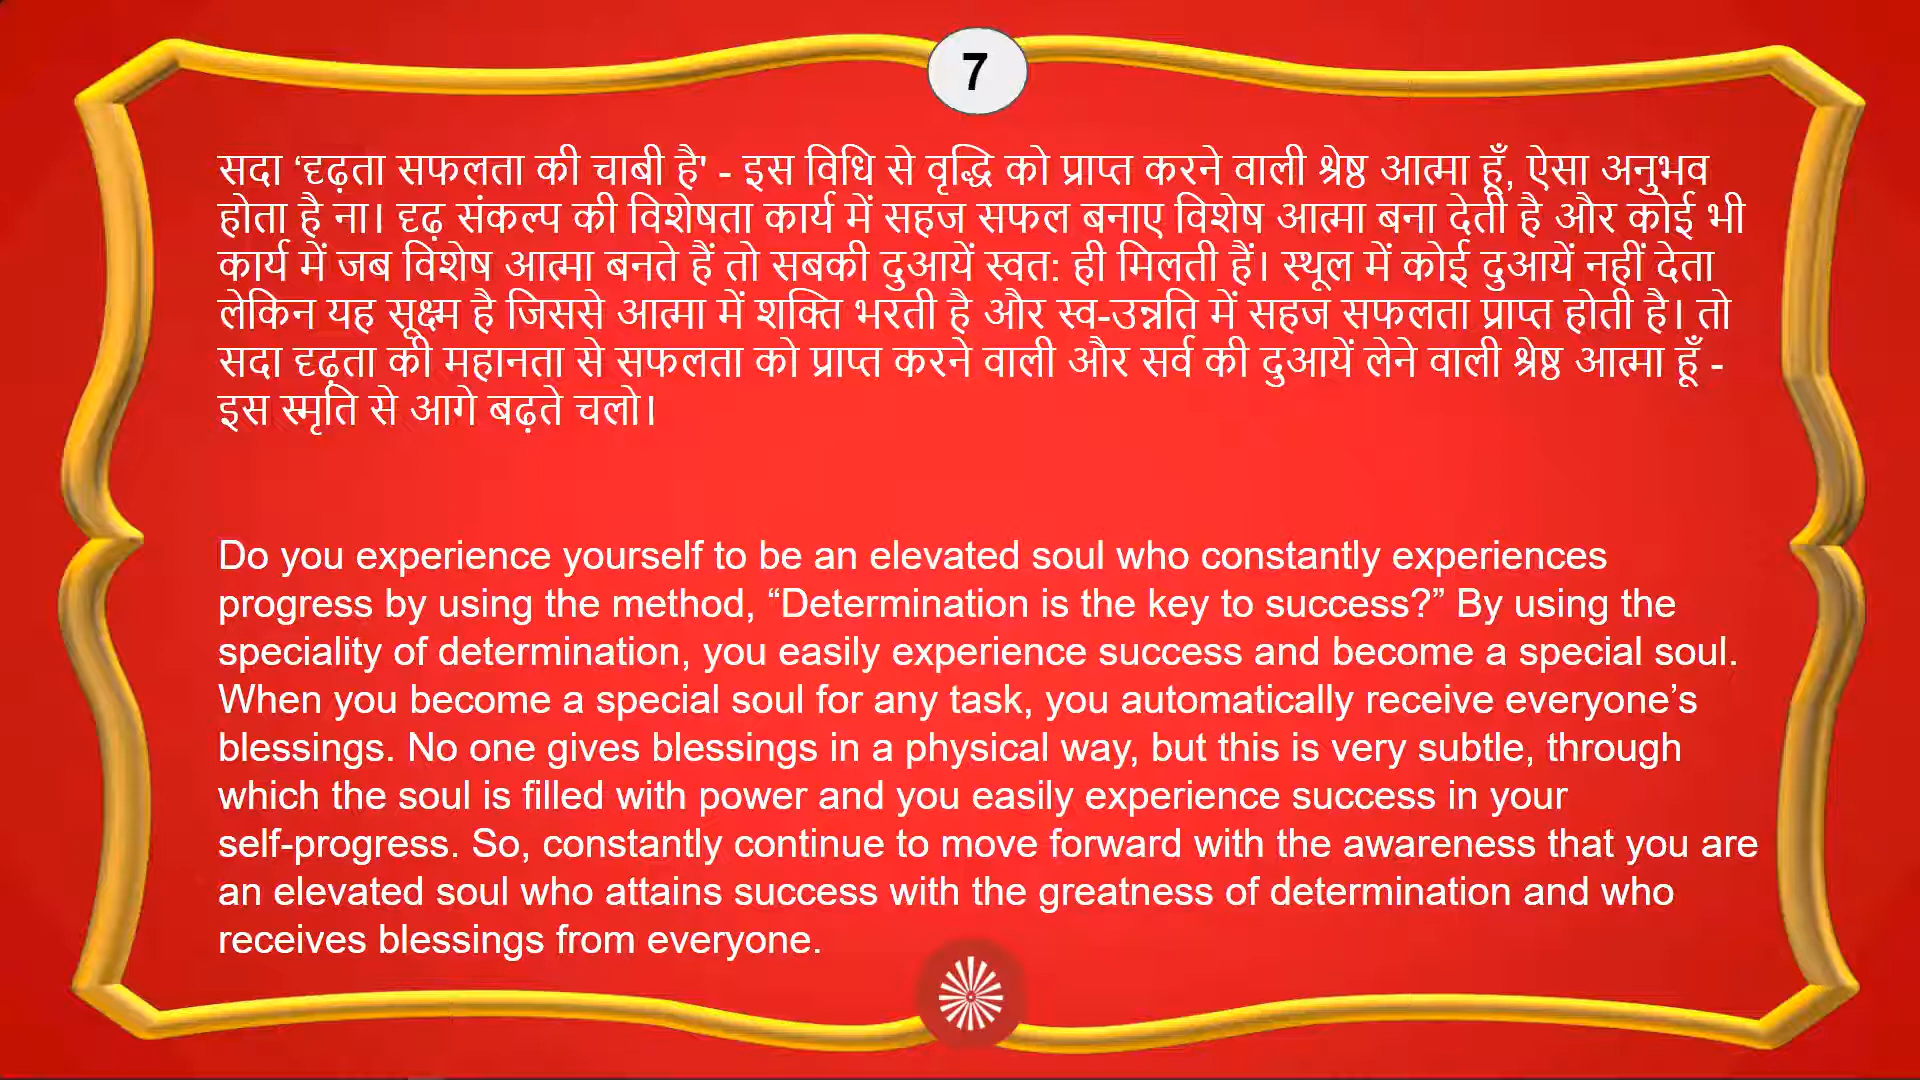 7
सदा ‘दृढ़ता सफलता की चाबी है' - इस विधि से वृद्धि को प्राप्त करने वाली श्रेष्ठ आत्मा हूँ, ऐसा अनुभव
होता है ना। दृढ़ संकल्प की विशेषता कार्य में सहज सफल बनाए विशेष आत्मा बना देती है और कोई भी
कार्य में जब विशेष आत्मा बनते हैं तो सबकी दुआयें स्वत: ही मिलती हैं। स्थूल में कोई दुआयें नहीं देता
लेकिन यह सूक्ष्म है जिससे आत्मा में शक्ति भरती है और स्व-उन्नति में सहज सफलता प्राप्त होती है। तो
सदा दृढ़ता की महानता से सफलता को प्राप्त करने वाली और सर्व की दुआयें लेने वाली श्रेष्ठ आत्मा हूँ -
इस स्मृति से आगे बढ़ते चलो।
Do you experience yourself to be an elevated soul who constantly experiences
progress by using the method, “Determination is the key to success?” By using the
speciality of determination, you easily experience success and become a special soul.
When you become a special soul for any task, you automatically receive everyone’s
blessings. No one gives blessings in a physical way, but this is very subtle, through
which the soul is filled with power and you easily experience success in your
self-progress. So, constantly continue to move forward with the awareness that you are
an elevated soul who attains success with the greatness of determination and who
receives blessings from everyone.